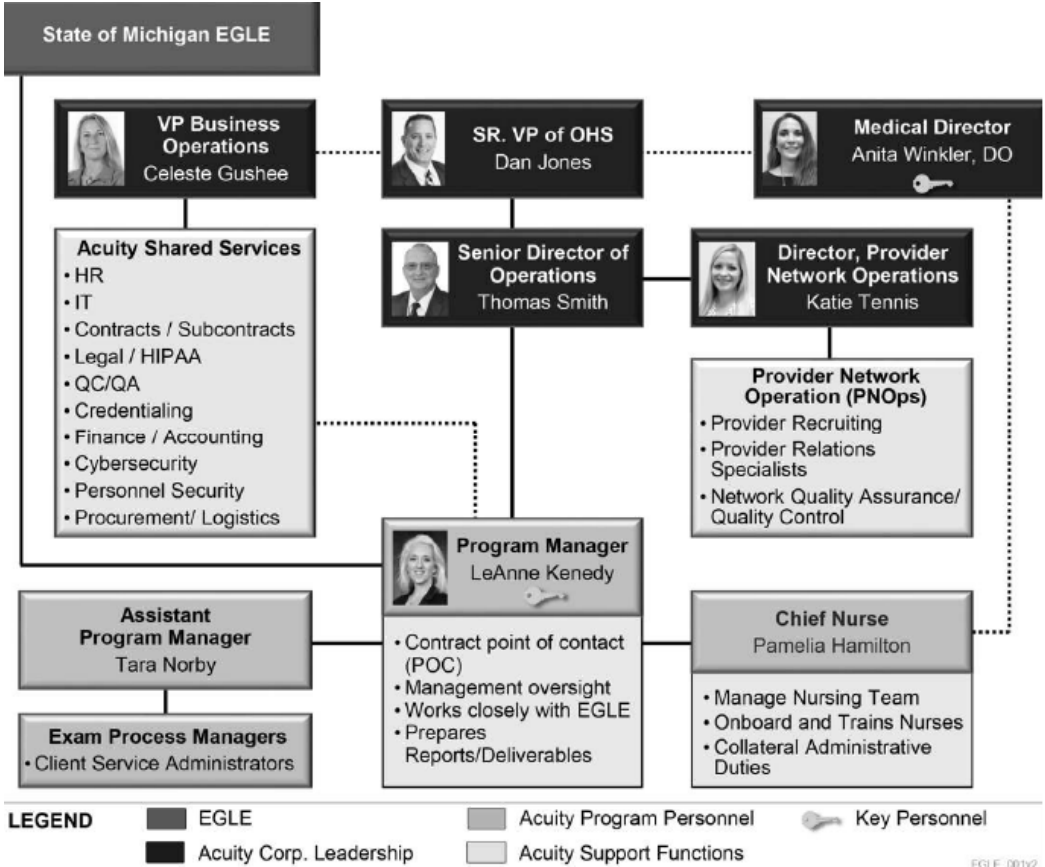 State of Michigan EGLE
VP Business
Operations
Celeste Gushee
SR. VP of OHS
Dan Jones
Medical Director
Anita Winkler, DO
Acuity Shared Services
• HR
• IT
• Contracts / Subcontracts
• Legal / HIPAA
• QC/QA
• Credentialing
• Finance / Accounting
• Cybersecurity
• Personnel Security
• Procurement/ Logistics
Senior Director of
Operations
Thomas Smith
Director, Provider
Network Operations
Katie Tennis
Provider Network
Operation (PNOps)
• Provider Recruiting
• Provider Relations
Specialists
• Network Quality Assurance/
Quality Control
Program Manager
LeAnne Kenedy
• Contract point of contact
(POC)
• Management oversight
• Works closely with EGLE
• Prepares
Reports/Deliverables
Assistant
Program Manager
Tara Norby
Exam Process Managers
• Client Service Administrators
Chief Nurse
Pamelia Hamilton
• Manage Nursing Team
• Onboard and Trains Nurses
• Collateral Administrative
Duties
LEGEND
EGLE
Acuity Program Personnel
Key Personnel
Acuity Corp. Leadership
Acuity Support Functions
EGLE_001v2